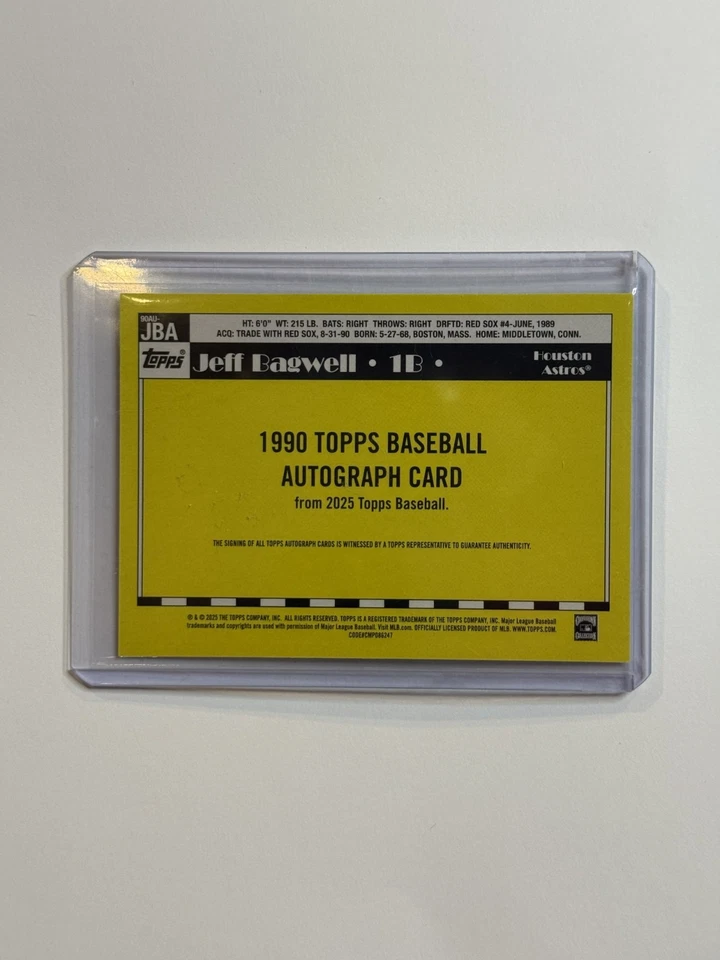 90AU-
JBA
HT: 6'0" WT: 215 LB. BATS: RIGHT THROWS: RIGHT DRFTD: RED SOX #4-JUNE, 1989
ACQ: TRADE WITH RED SOX, 8-31-90 BORN: 5-27-68, BOSTON, MASS. HOME: MIDDLETOWN, CONN.
topps® Jeff Bagwell • 1B • Houston
Astros®
1990 TOPPS BASEBALL
AUTOGRAPH CARD
from 2025 Topps Baseball.
THE SIGNING OF ALL TOPPS AUTOGRAPH CARDS IS WITNESSED BY A TOPPS REPRESENTATIVE TO GUARANTEE AUTHENTICITY.
® & © 2025 THE TOPPS COMPANY, INC. ALL RIGHTS RESERVED. TOPPS IS A REGISTERED TRADEMARK OF THE TOPPS COMPANY, INC. Major League Baseball
trademarks and copyrights are used with permission of Major League Baseball. Visit MLB.com. OFFICIALLY LICENSED PRODUCT OF MLB. WWW.TOPPS.COM.
CODE#CMP086247